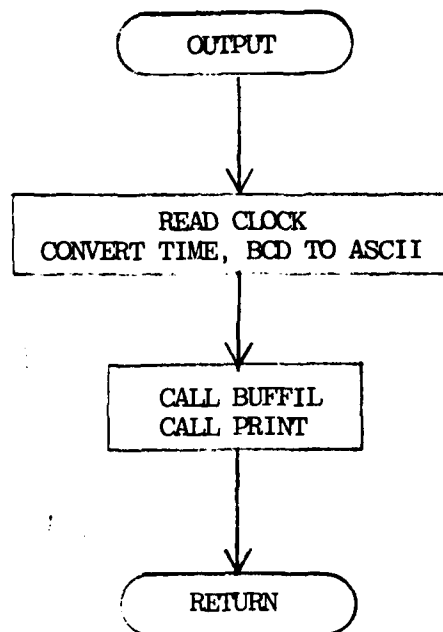 OUTPUT
READ CLOCK
CONVERT TIME, BCD TO ASCII
CALL BUFFIL
CALL PRINT
RETURN